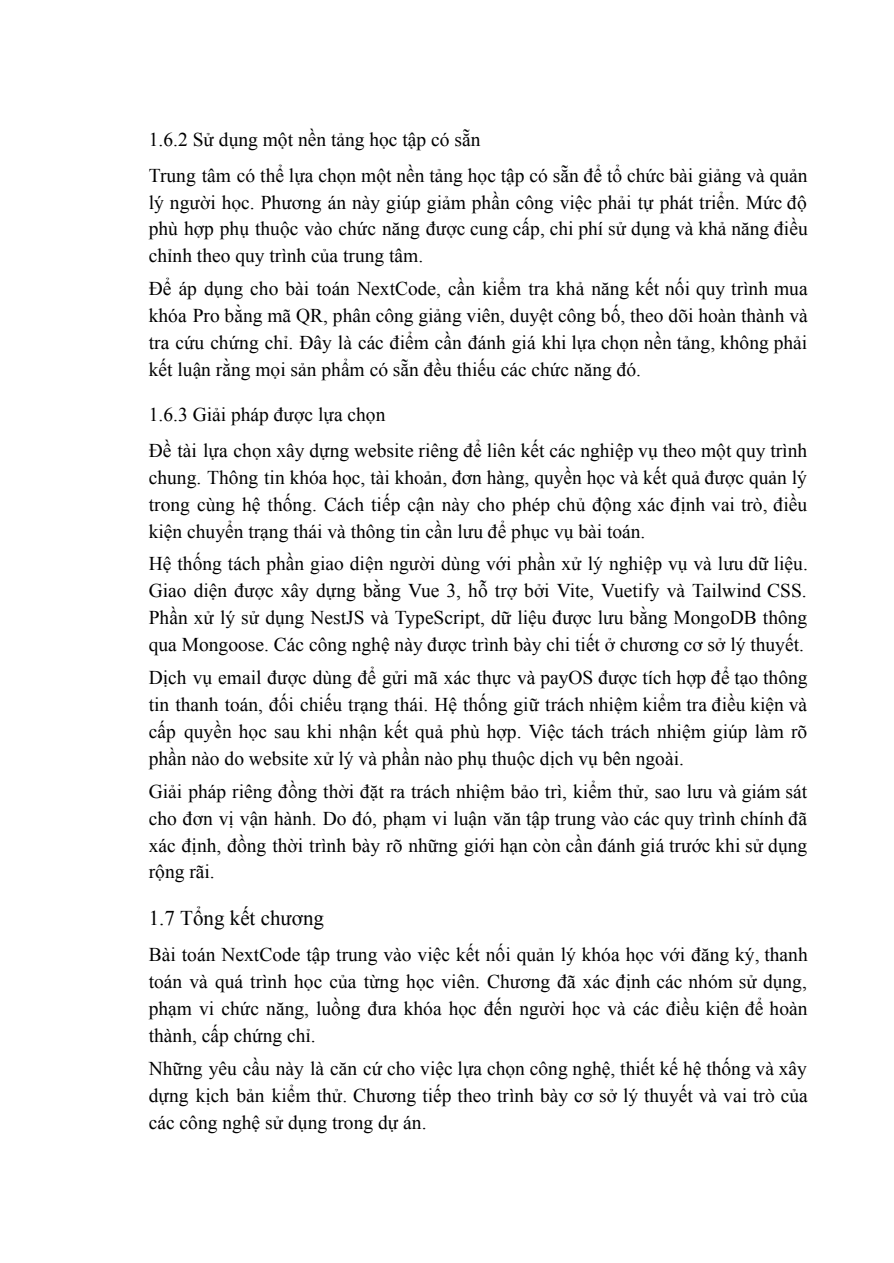 1.6.2 Sử dụng một nền tảng học tập có sẵn
Trung tâm có thể lựa chọn một nền tảng học tập có sẵn để tổ chức bài giảng và quản
lý người học. Phương án này giúp giảm phần công việc phải tự phát triển. Mức độ
phù hợp phụ thuộc vào chức năng được cung cấp, chi phí sử dụng và khả năng điều
chỉnh theo quy trình của trung tâm.
Để áp dụng cho bài toán NextCode, cần kiểm tra khả năng kết nối quy trình mua
khóa Pro bằng mã QR, phân công giảng viên, duyệt công bố, theo dõi hoàn thành và
tra cứu chứng chỉ. Đây là các điểm cần đánh giá khi lựa chọn nền tảng, không phải
kết luận rằng mọi sản phẩm có sẵn đều thiếu các chức năng đó.
1.6.3 Giải pháp được lựa chọn
Đề tài lựa chọn xây dựng website riêng để liên kết các nghiệp vụ theo một quy trình
chung. Thông tin khóa học, tài khoản, đơn hàng, quyền học và kết quả được quản lý
trong cùng hệ thống. Cách tiếp cận này cho phép chủ động xác định vai trò, điều
kiện chuyển trạng thái và thông tin cần lưu để phục vụ bài toán.
Hệ thống tách phần giao diện người dùng với phần xử lý nghiệp vụ và lưu dữ liệu.
Giao diện được xây dựng bằng Vue 3, hỗ trợ bởi Vite, Vuetify và Tailwind CSS.
Phần xử lý sử dụng NestJS và TypeScript, dữ liệu được lưu bằng MongoDB thông
qua Mongoose. Các công nghệ này được trình bày chi tiết ở chương cơ sở lý thuyết.
Dịch vụ email được dùng để gửi mã xác thực và payOS được tích hợp để tạo thông
tin thanh toán, đối chiếu trạng thái. Hệ thống giữ trách nhiệm kiểm tra điều kiện và
cấp quyền học sau khi nhận kết quả phù hợp. Việc tách trách nhiệm giúp làm rõ
phần nào do website xử lý và phần nào phụ thuộc dịch vụ bên ngoài.
Giải pháp riêng đồng thời đặt ra trách nhiệm bảo trì, kiểm thử, sao lưu và giám sát
cho đơn vị vận hành. Do đó, phạm vi luận văn tập trung vào các quy trình chính đã
xác định, đồng thời trình bày rõ những giới hạn còn cần đánh giá trước khi sử dụng
rộng rãi.
1.7 Tổng kết chương
Bài toán NextCode tập trung vào việc kết nối quản lý khóa học với đăng ký, thanh
toán và quá trình học của từng học viên. Chương đã xác định các nhóm sử dụng,
phạm vi chức năng, luồng đưa khóa học đến người học và các điều kiện để hoàn
thành, cấp chứng chỉ.
Những yêu cầu này là căn cứ cho việc lựa chọn công nghệ, thiết kế hệ thống và xây
dựng kịch bản kiểm thử. Chương tiếp theo trình bày cơ sở lý thuyết và vai trò của
các công nghệ sử dụng trong dự án.